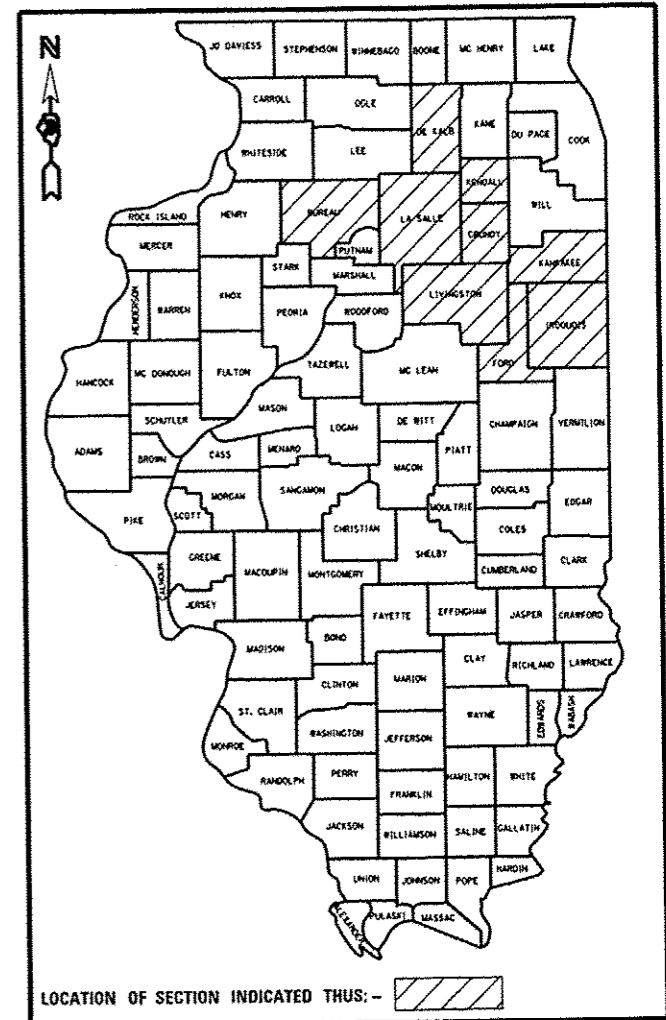 N
JO DAVIESS STEPHENSON WINNEBAGO BOONE MC HENRY LAKE
CARROLL OGLE DE KALB KANE DU PAGE COOK
WHITESIDE LEE KENDALL WILL
ROCK ISLAND HENRY BUREAU LA SALLE GRUNDY
MERCER PUTNAM KANKAKEE
STARK MARSHALL
HENDERSON WARREN KNOX PEORIA WOODFORD LIVINGSTON IROQUOIS
FORD
HANCOCK MC DONOUGH FULTON TAZEWELL MC LEAN
SCHUYLER MASON LOGAN DE WITT PIATT CHAMPAIGN VERMILION
ADAMS BROWN CASS MENARD MACON
MORGAN SANGAMON MOULTRIE DOUGLAS EDGAR
PIKE SCOTT CHRISTIAN COLES
GREENE MACOUPIN MONTGOMERY SHELBY CUMBERLAND CLARK
CALHOUN JERSEY FAYETTE EFFINGHAM JASPER CRAWFORD
MADISON BOND CLAY RICHLAND LAWRENCE
CLINTON MARION
ST. CLAIR WASHINGTON JEFFERSON WAYNE EDWARDS WABASH
MONROE
RANDOLPH PERRY HAMILTON WHITE
FRANKLIN
JACKSON WILLIAMSON SALINE GALLATIN
UNION JOHNSON POPE HARDIN
ALEXANDER PULASKI MASSAC
LOCATION OF SECTION INDICATED THUS: -